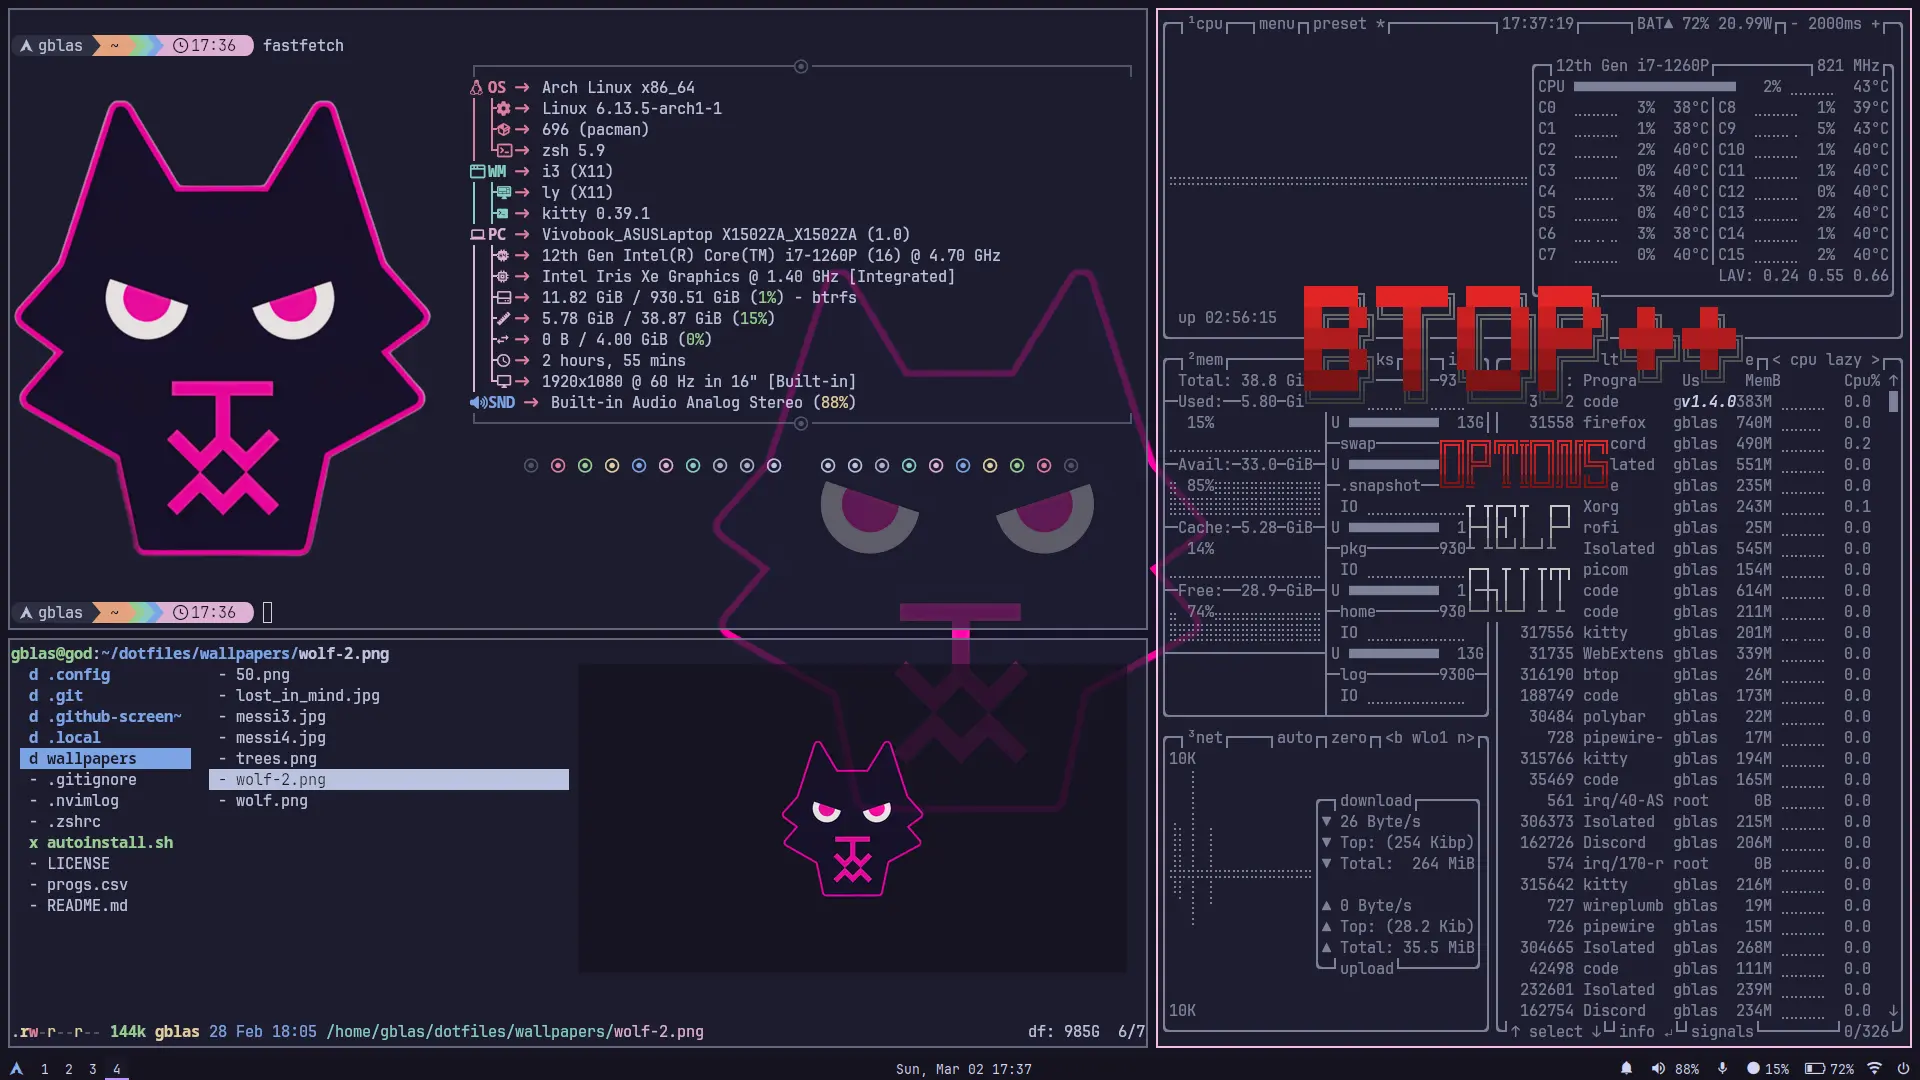 gblas ~ 17:36 fastfetch
OS → Arch Linux x86_64
→ Linux 6.13.5-arch1-1
→ 696 (pacman)
→ zsh 5.9
WM → i3 (X11)
→ ly (X11)
→ kitty 0.39.1
PC → Vivobook_ASUSLaptop X1502ZA_X1502ZA (1.0)
→ 12th Gen Intel(R) Core(TM) i7-1260P (16) @ 4.70 GHz
→ Intel Iris Xe Graphics @ 1.40 GHz [Integrated]
→ 11.82 GiB / 930.51 GiB (1%) - btrfs
→ 5.78 GiB / 38.87 GiB (15%)
→ 0 B / 4.00 GiB (0%)
→ 2 hours, 55 mins
→ 1920x1080 @ 60 Hz in 16" [Built-in]
SND → Built-in Audio Analog Stereo (88%)
gblas ~ 17:36
gblas@god:~/dotfiles/wallpapers/wolf-2.png
d .config
d .git
d .github-screen~
d .local
d wallpapers
- .gitignore
- .nvimlog
- .zshrc
x autoinstall.sh
- LICENSE
- progs.csv
- README.md
- 50.png
- lost_in_mind.jpg
- messi3.jpg
- messi4.jpg
- trees.png
- wolf-2.png
- wolf.png
.rw-r--r-- 144k gblas 28 Feb 18:05 /home/gblas/dotfiles/wallpapers/wolf-2.png df: 985G 6/7
¹cpu menu preset * 17:37:19 BAT▲ 72% 20.99W - 2000ms +
12th Gen i7-1260P 821 MHz
CPU 2% 43°C
C0 3% 38°C C8 1% 39°C
C1 1% 38°C C9 5% 43°C
C2 2% 40°C C10 1% 40°C
C3 0% 40°C C11 1% 40°C
C4 3% 40°C C12 0% 40°C
C5 0% 40°C C13 2% 40°C
C6 3% 38°C C14 1% 40°C
C7 0% 40°C C15 2% 40°C
LAV: 0.24 0.55 0.66
up 02:56:15
BTOP++
v1.4.0
OPTIONS
HELP
QUIT
²mem
Total: 38.8 Gi
Used: 5.80 Gi
15%
Avail: 33.0 GiB
85%
Cache: 5.28 GiB
14%
Free: 28.9 GiB
74%
ks
U 13G
swap
U
.snapshot
IO
U 1
pkg 930
IO
U 1
home 930
IO
U 13G
log 930G
IO
< cpu lazy >
: Progra Us MemB Cpu% ↑
2 code g 383M 0.0
31558 firefox gblas 740M 0.0
cord gblas 490M 0.2
lated gblas 551M 0.0
e gblas 235M 0.0
Xorg gblas 243M 0.1
rofi gblas 25M 0.0
Isolated gblas 545M 0.0
picom gblas 154M 0.0
code gblas 614M 0.0
code gblas 211M 0.0
317556 kitty gblas 201M 0.0
31735 WebExtens gblas 339M 0.0
316190 btop gblas 26M 0.0
188749 code gblas 173M 0.0
30484 polybar gblas 22M 0.0
728 pipewire- gblas 17M 0.0
315766 kitty gblas 194M 0.0
35469 code gblas 165M 0.0
561 irq/40-AS root 0B 0.0
306373 Isolated gblas 215M 0.0
162726 Discord gblas 206M 0.0
574 irq/170-r root 0B 0.0
315642 kitty gblas 216M 0.0
727 wireplumb gblas 19M 0.0
726 pipewire gblas 15M 0.0
304665 Isolated gblas 268M 0.0
42498 code gblas 111M 0.0
232601 Isolated gblas 239M 0.0
162754 Discord gblas 234M 0.0 ↓
↑ select ↓ info ↵ signals 0/326
³net auto zero <b wlo1 n>
10K
download
▼ 26 Byte/s
▼ Top: (254 Kibp)
▼ Total: 264 MiB
▲ 0 Byte/s
▲ Top: (28.2 Kib)
▲ Total: 35.5 MiB
upload
10K
1 2 3 4
Sun, Mar 02 17:37
88% 15% 72%